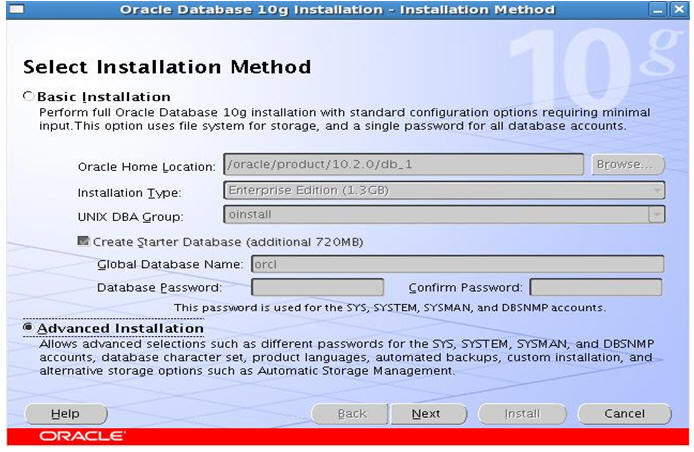 Oracle Database 10g Installation - Installation Method
10g
Select Installation Method
Basic Installation
Perform full Oracle Database 10g installation with standard configuration options requiring minimal
input.This option uses file system for storage, and a single password for all database accounts.
Oracle Home Location: /oracle/product/10.2.0/db_1 Browse...
Installation Type: Enterprise Edition (1.3GB)
UNIX DBA Group: oinstall
Create Starter Database (additional 720MB)
Global Database Name: orcl
Database Password: Confirm Password:
This password is used for the SYS, SYSTEM, SYSMAN, and DBSNMP accounts.
Advanced Installation
Allows advanced selections such as different passwords for the SYS, SYSTEM, SYSMAN, and DBSNMP
accounts, database character set, product languages, automated backups, custom installation, and
alternative storage options such as Automatic Storage Management.
Help Back Next Install Cancel
ORACLE